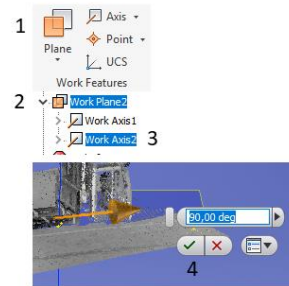 1
Axis
Plane
Point
UCS
Work Features
2
Work Plane2
Work Axis1
Work Axis2 3
90,00 deg
4